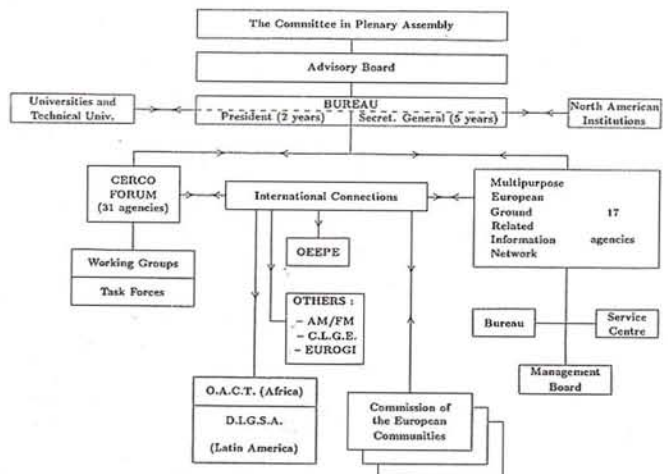 The Committee in Plenary Assembly
Advisory Board
Universities and
Technical Univ.
BUREAU
President (2 years) Secret. General (5 years)
North American
Institutions
CERCO
FORUM
(31 agencies)
International Connections
Multipurpose
European
Ground 17
Related
Information agencies
Network
OEEPE
Working Groups
Task Forces
OTHERS :
– AM/FM
– C.L.G.E.
– EUROGI
Bureau
Service
Centre
Management
Board
O.A.C.T. (Africa)
D.I.G.S.A.
(Latin America)
Commission of
the European
Communities